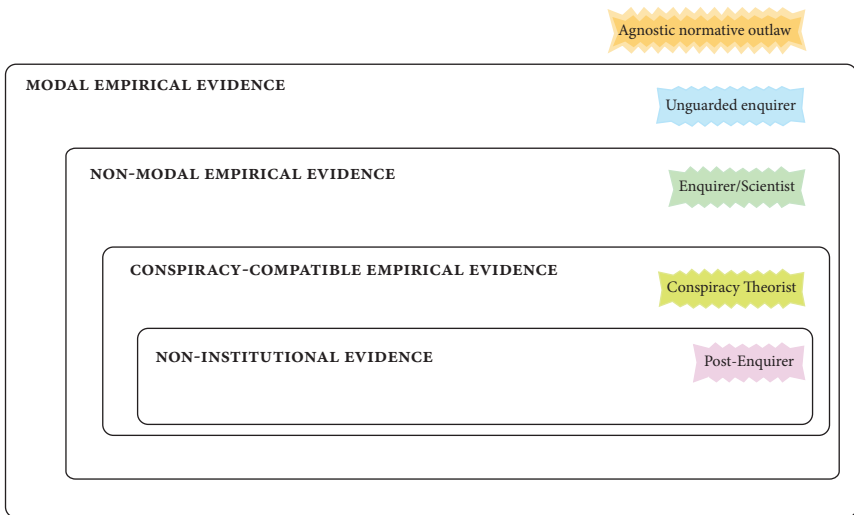 Agnostic normative outlaw
MODAL EMPIRICAL EVIDENCE
Unguarded enquirer
NON-MODAL EMPIRICAL EVIDENCE
Enquirer/Scientist
CONSPIRACY-COMPATIBLE EMPIRICAL EVIDENCE
Conspiracy Theorist
NON-INSTITUTIONAL EVIDENCE
Post-Enquirer